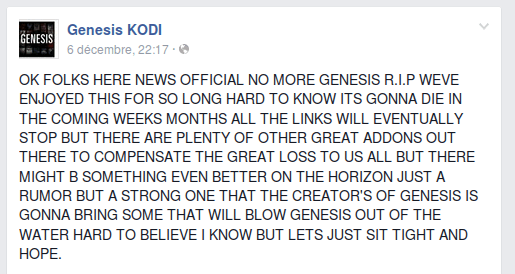 GENESIS
Genesis KODI
6 décembre, 22:17 ·
OK FOLKS HERE NEWS OFFICIAL NO MORE GENESIS R.I.P WEVE
ENJOYED THIS FOR SO LONG HARD TO KNOW ITS GONNA DIE IN
THE COMING WEEKS MONTHS ALL THE LINKS WILL EVENTUALLY
STOP BUT THERE ARE PLENTY OF OTHER GREAT ADDONS OUT
THERE TO COMPENSATE THE GREAT LOSS TO US ALL BUT THERE
MIGHT B SOMETHING EVEN BETTER ON THE HORIZON JUST A
RUMOR BUT A STRONG ONE THAT THE CREATOR'S OF GENESIS IS
GONNA BRING SOME THAT WILL BLOW GENESIS OUT OF THE
WATER HARD TO BELIEVE I KNOW BUT LETS JUST SIT TIGHT AND
HOPE.